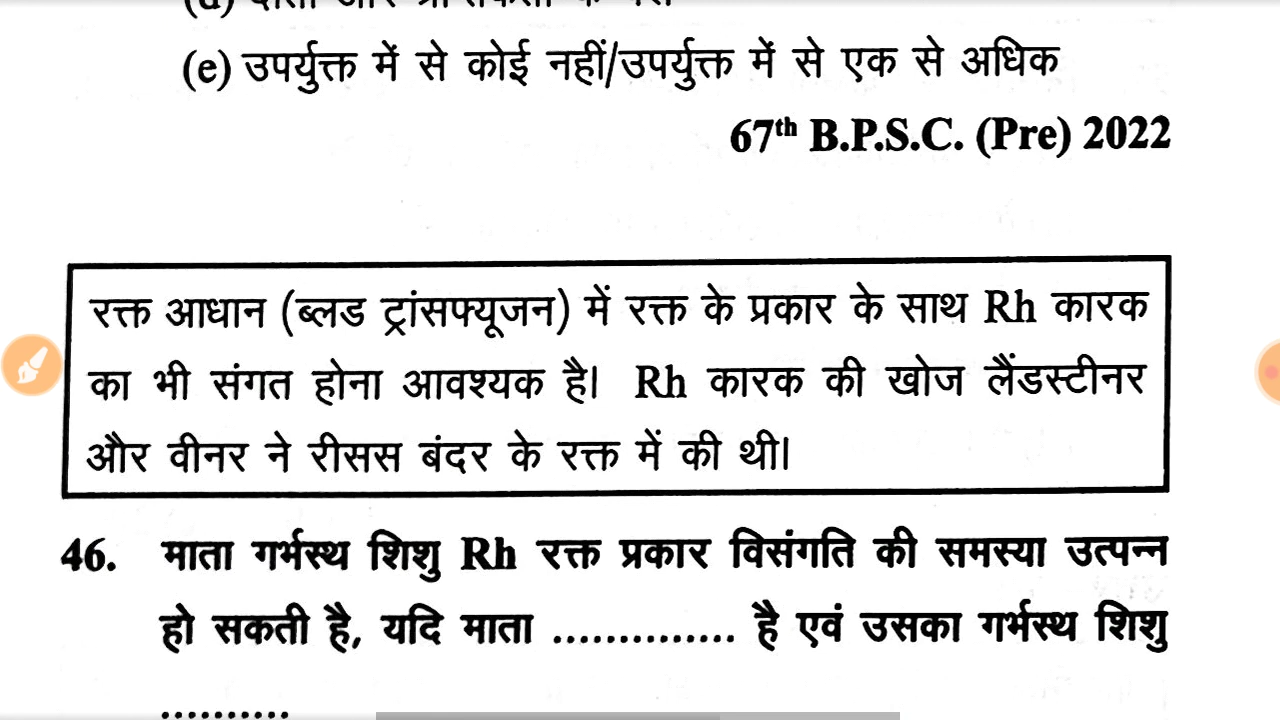 (e) उपर्युक्त में से कोई नहीं/उपर्युक्त में से एक से अधिक
67th B.P.S.C. (Pre) 2022
रक्त आधान (ब्लड ट्रांसफ्यूजन) में रक्त के प्रकार के साथ Rh कारक
का भी संगत होना आवश्यक है। Rh कारक की खोज लैंडस्टीनर
और वीनर ने रीसस बंदर के रक्त में की थी।
46. माता गर्भस्थ शिशु Rh रक्त प्रकार विसंगति की समस्या उत्पन्न
हो सकती है, यदि माता .............. है एवं उसका गर्भस्थ शिशु
..........